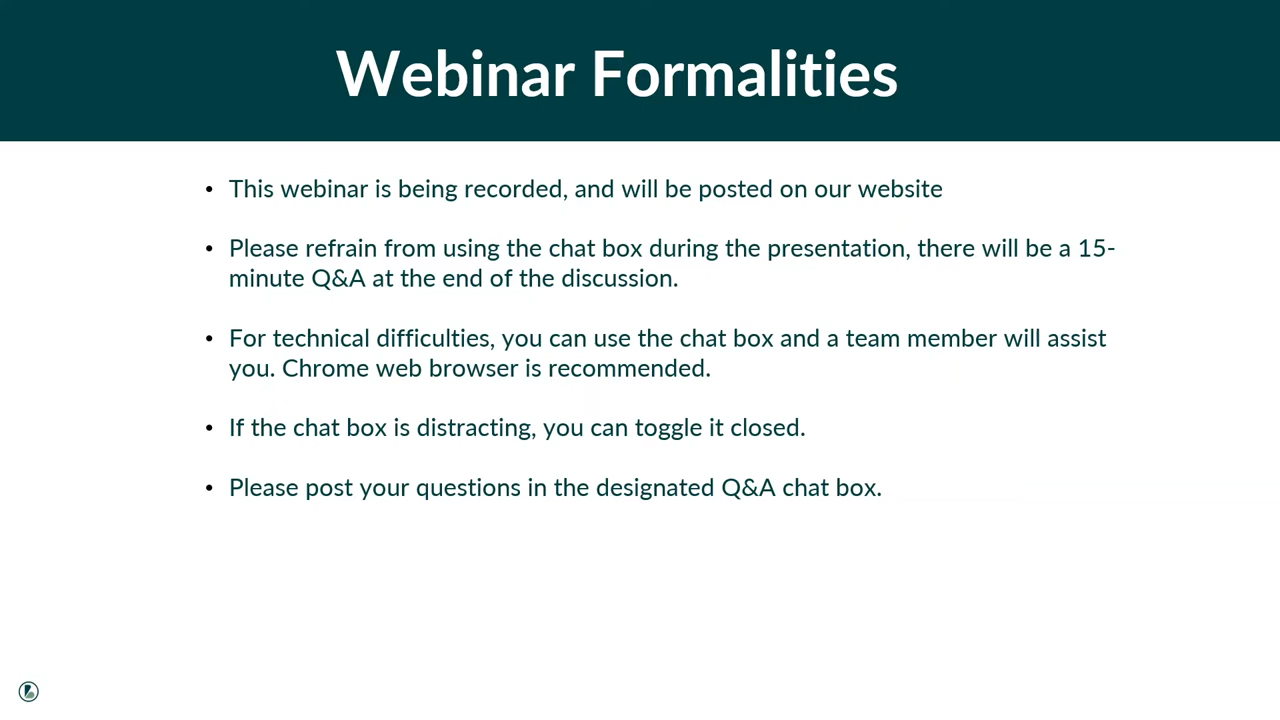 Webinar Formalities
• This webinar is being recorded, and will be posted on our website
• Please refrain from using the chat box during the presentation, there will be a 15-
minute Q&A at the end of the discussion.
• For technical difficulties, you can use the chat box and a team member will assist
you. Chrome web browser is recommended.
• If the chat box is distracting, you can toggle it closed.
• Please post your questions in the designated Q&A chat box.